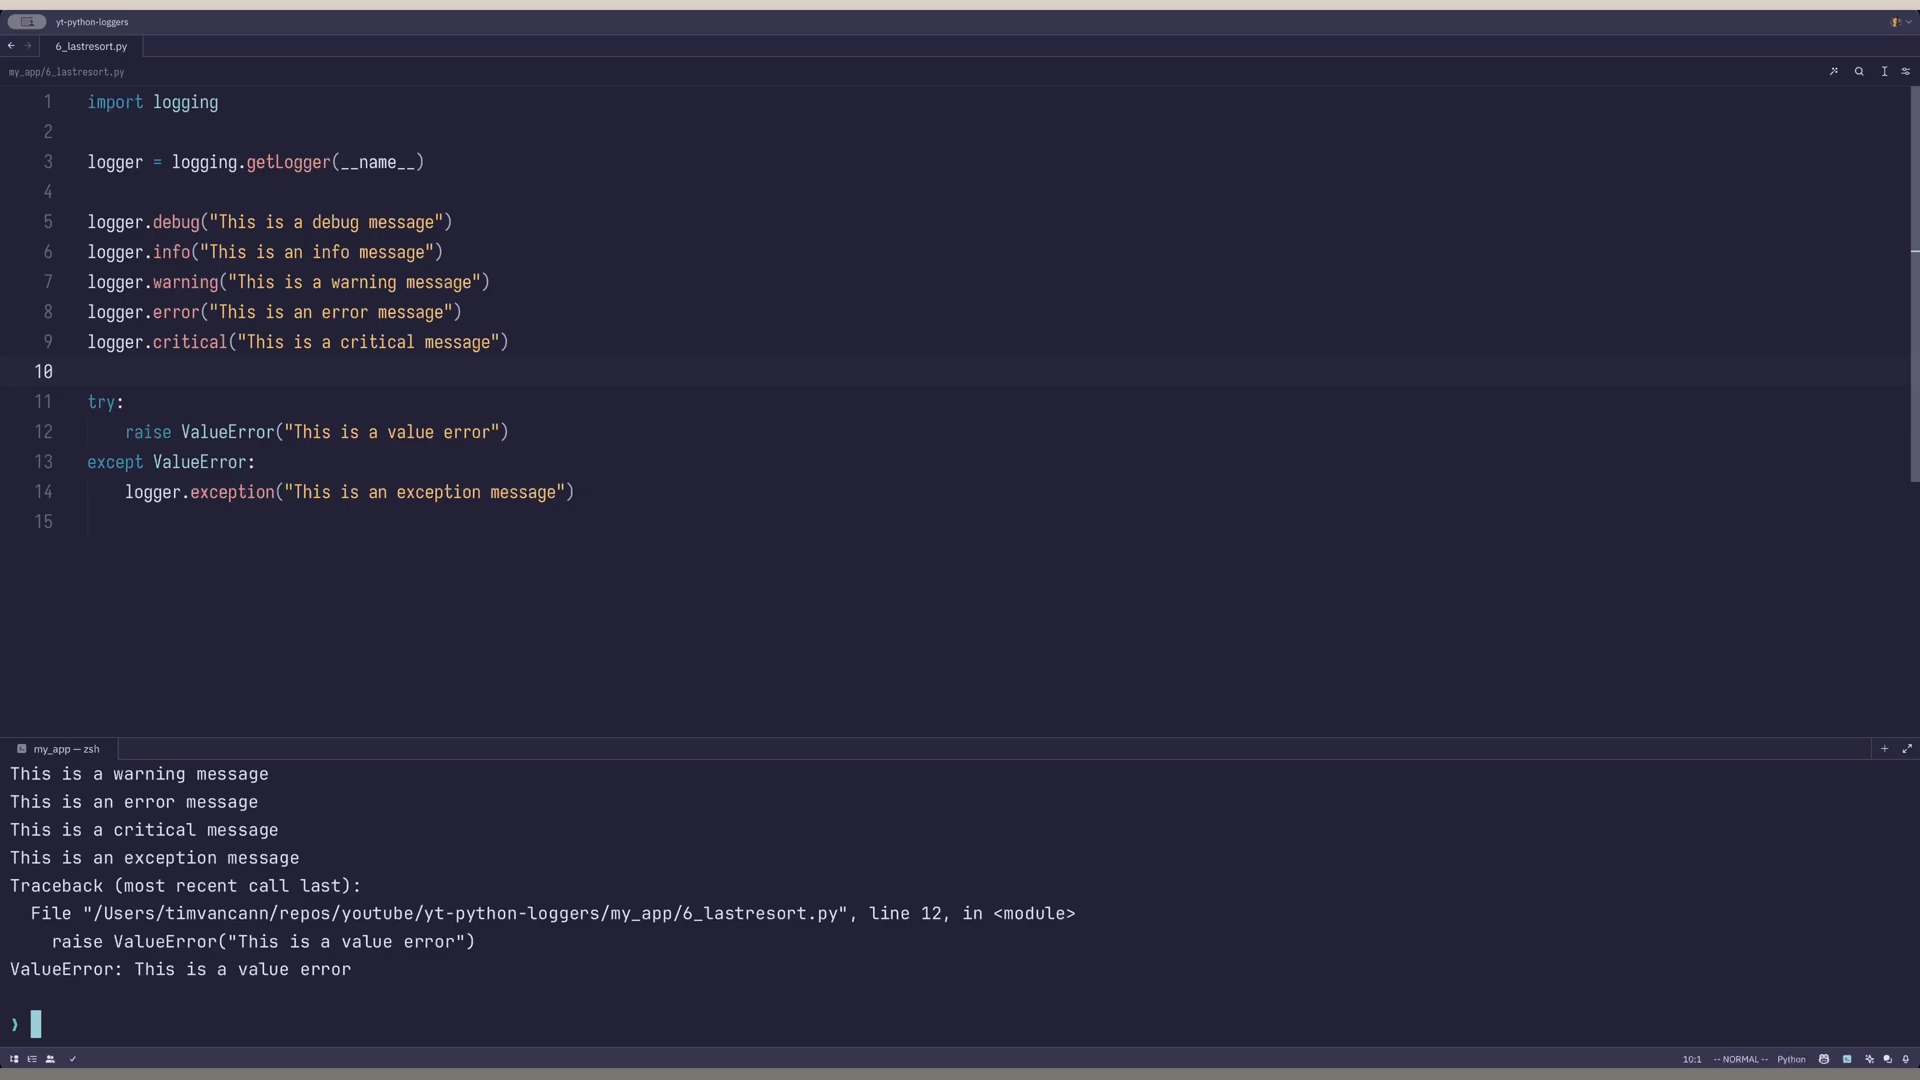 yt-python-loggers
6_lastresort.py
my_app/6_lastresort.py
1 import logging
2
3 logger = logging.getLogger(__name__)
4
5 logger.debug("This is a debug message")
6 logger.info("This is an info message")
7 logger.warning("This is a warning message")
8 logger.error("This is an error message")
9 logger.critical("This is a critical message")
10
11 try:
12     raise ValueError("This is a value error")
13 except ValueError:
14     logger.exception("This is an exception message")
15
my_app — zsh
This is a warning message
This is an error message
This is a critical message
This is an exception message
Traceback (most recent call last):
  File "/Users/timvancann/repos/youtube/yt-python-loggers/my_app/6_lastresort.py", line 12, in <module>
    raise ValueError("This is a value error")
ValueError: This is a value error
❯
10:1 -- NORMAL -- Python